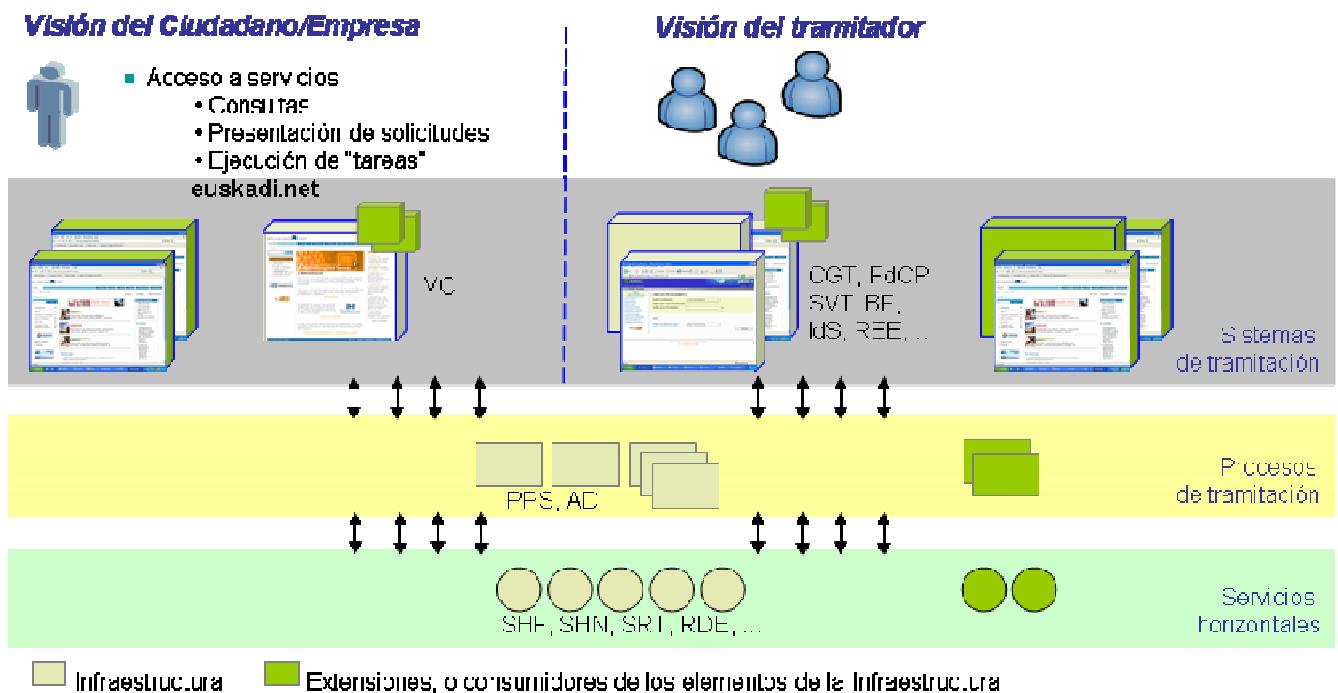 Visión del Ciudadano/Empresa
Visión del tramitador
Acceso a servicios
• Consultas
• Presentación de solicitudes
• Ejecución de "tareas"
euskadi.net
VC
CGT, FdCP
SVT, BE,
IdS, REE, ...
Sistemas
de tramitación
PPS, AD
Procesos
de tramitación
SHF, SHN, SRT, RDE, ...
Servicios
horizontales
Infraestructura
Extensiones, o consumidores de los elementos de la Infraestructura